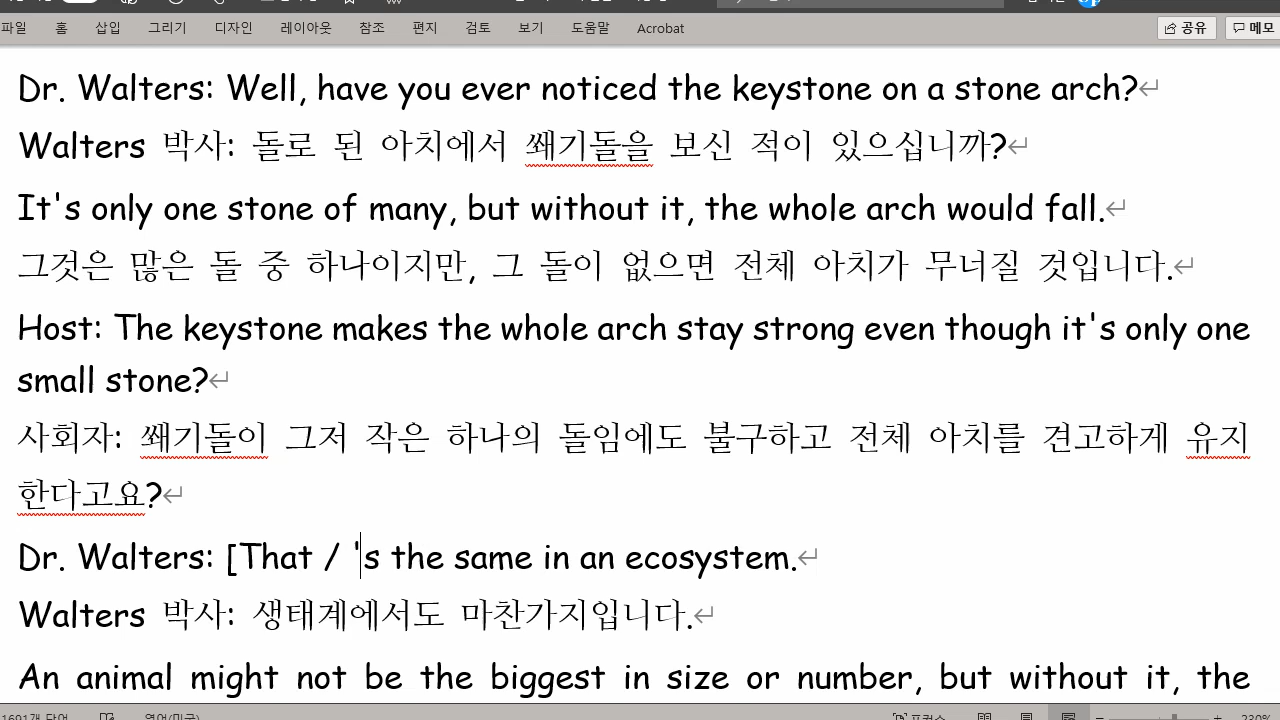 파일 홈 삽입 그리기 디자인 레이아웃 참조 편지 검토 보기 도움말 Acrobat 공유 메모
Dr. Walters: Well, have you ever noticed the keystone on a stone arch?
Walters 박사: 돌로 된 아치에서 쐐기돌을 보신 적이 있으십니까?
It's only one stone of many, but without it, the whole arch would fall.
그것은 많은 돌 중 하나이지만, 그 돌이 없으면 전체 아치가 무너질 것입니다.
Host: The keystone makes the whole arch stay strong even though it's only one
small stone?
사회자: 쐐기돌이 그저 작은 하나의 돌임에도 불구하고 전체 아치를 견고하게 유지
한다고요?
Dr. Walters: [That / 's the same in an ecosystem.
Walters 박사: 생태계에서도 마찬가지입니다.
An animal might not be the biggest in size or number, but without it, the